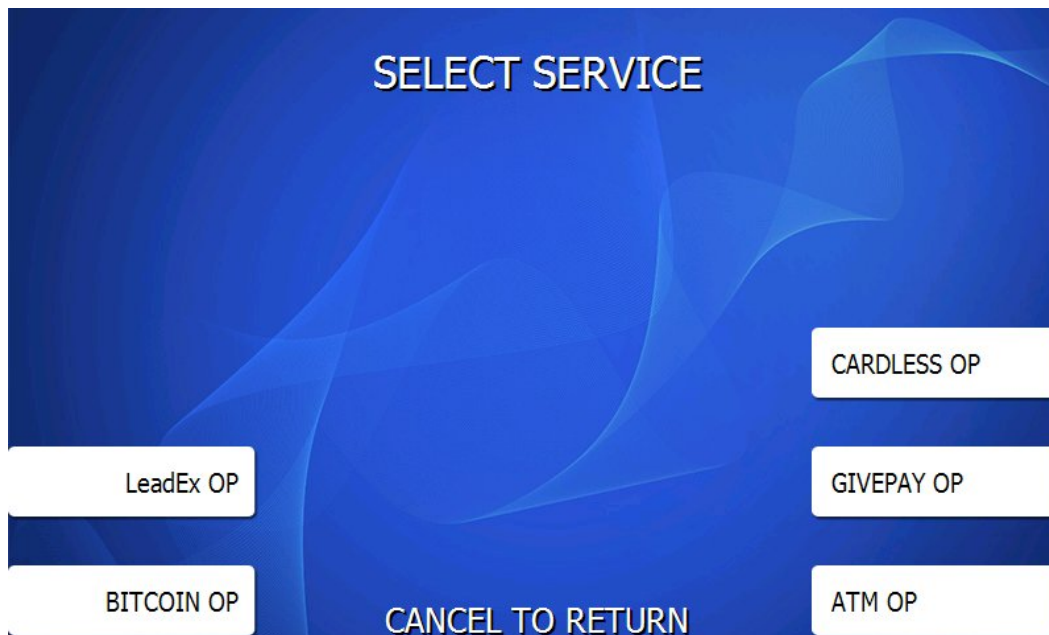 SELECT SERVICE
CARDLESS OP
LeadEx OP
GIVEPAY OP
BITCOIN OP
ATM OP
CANCEL TO RETURN